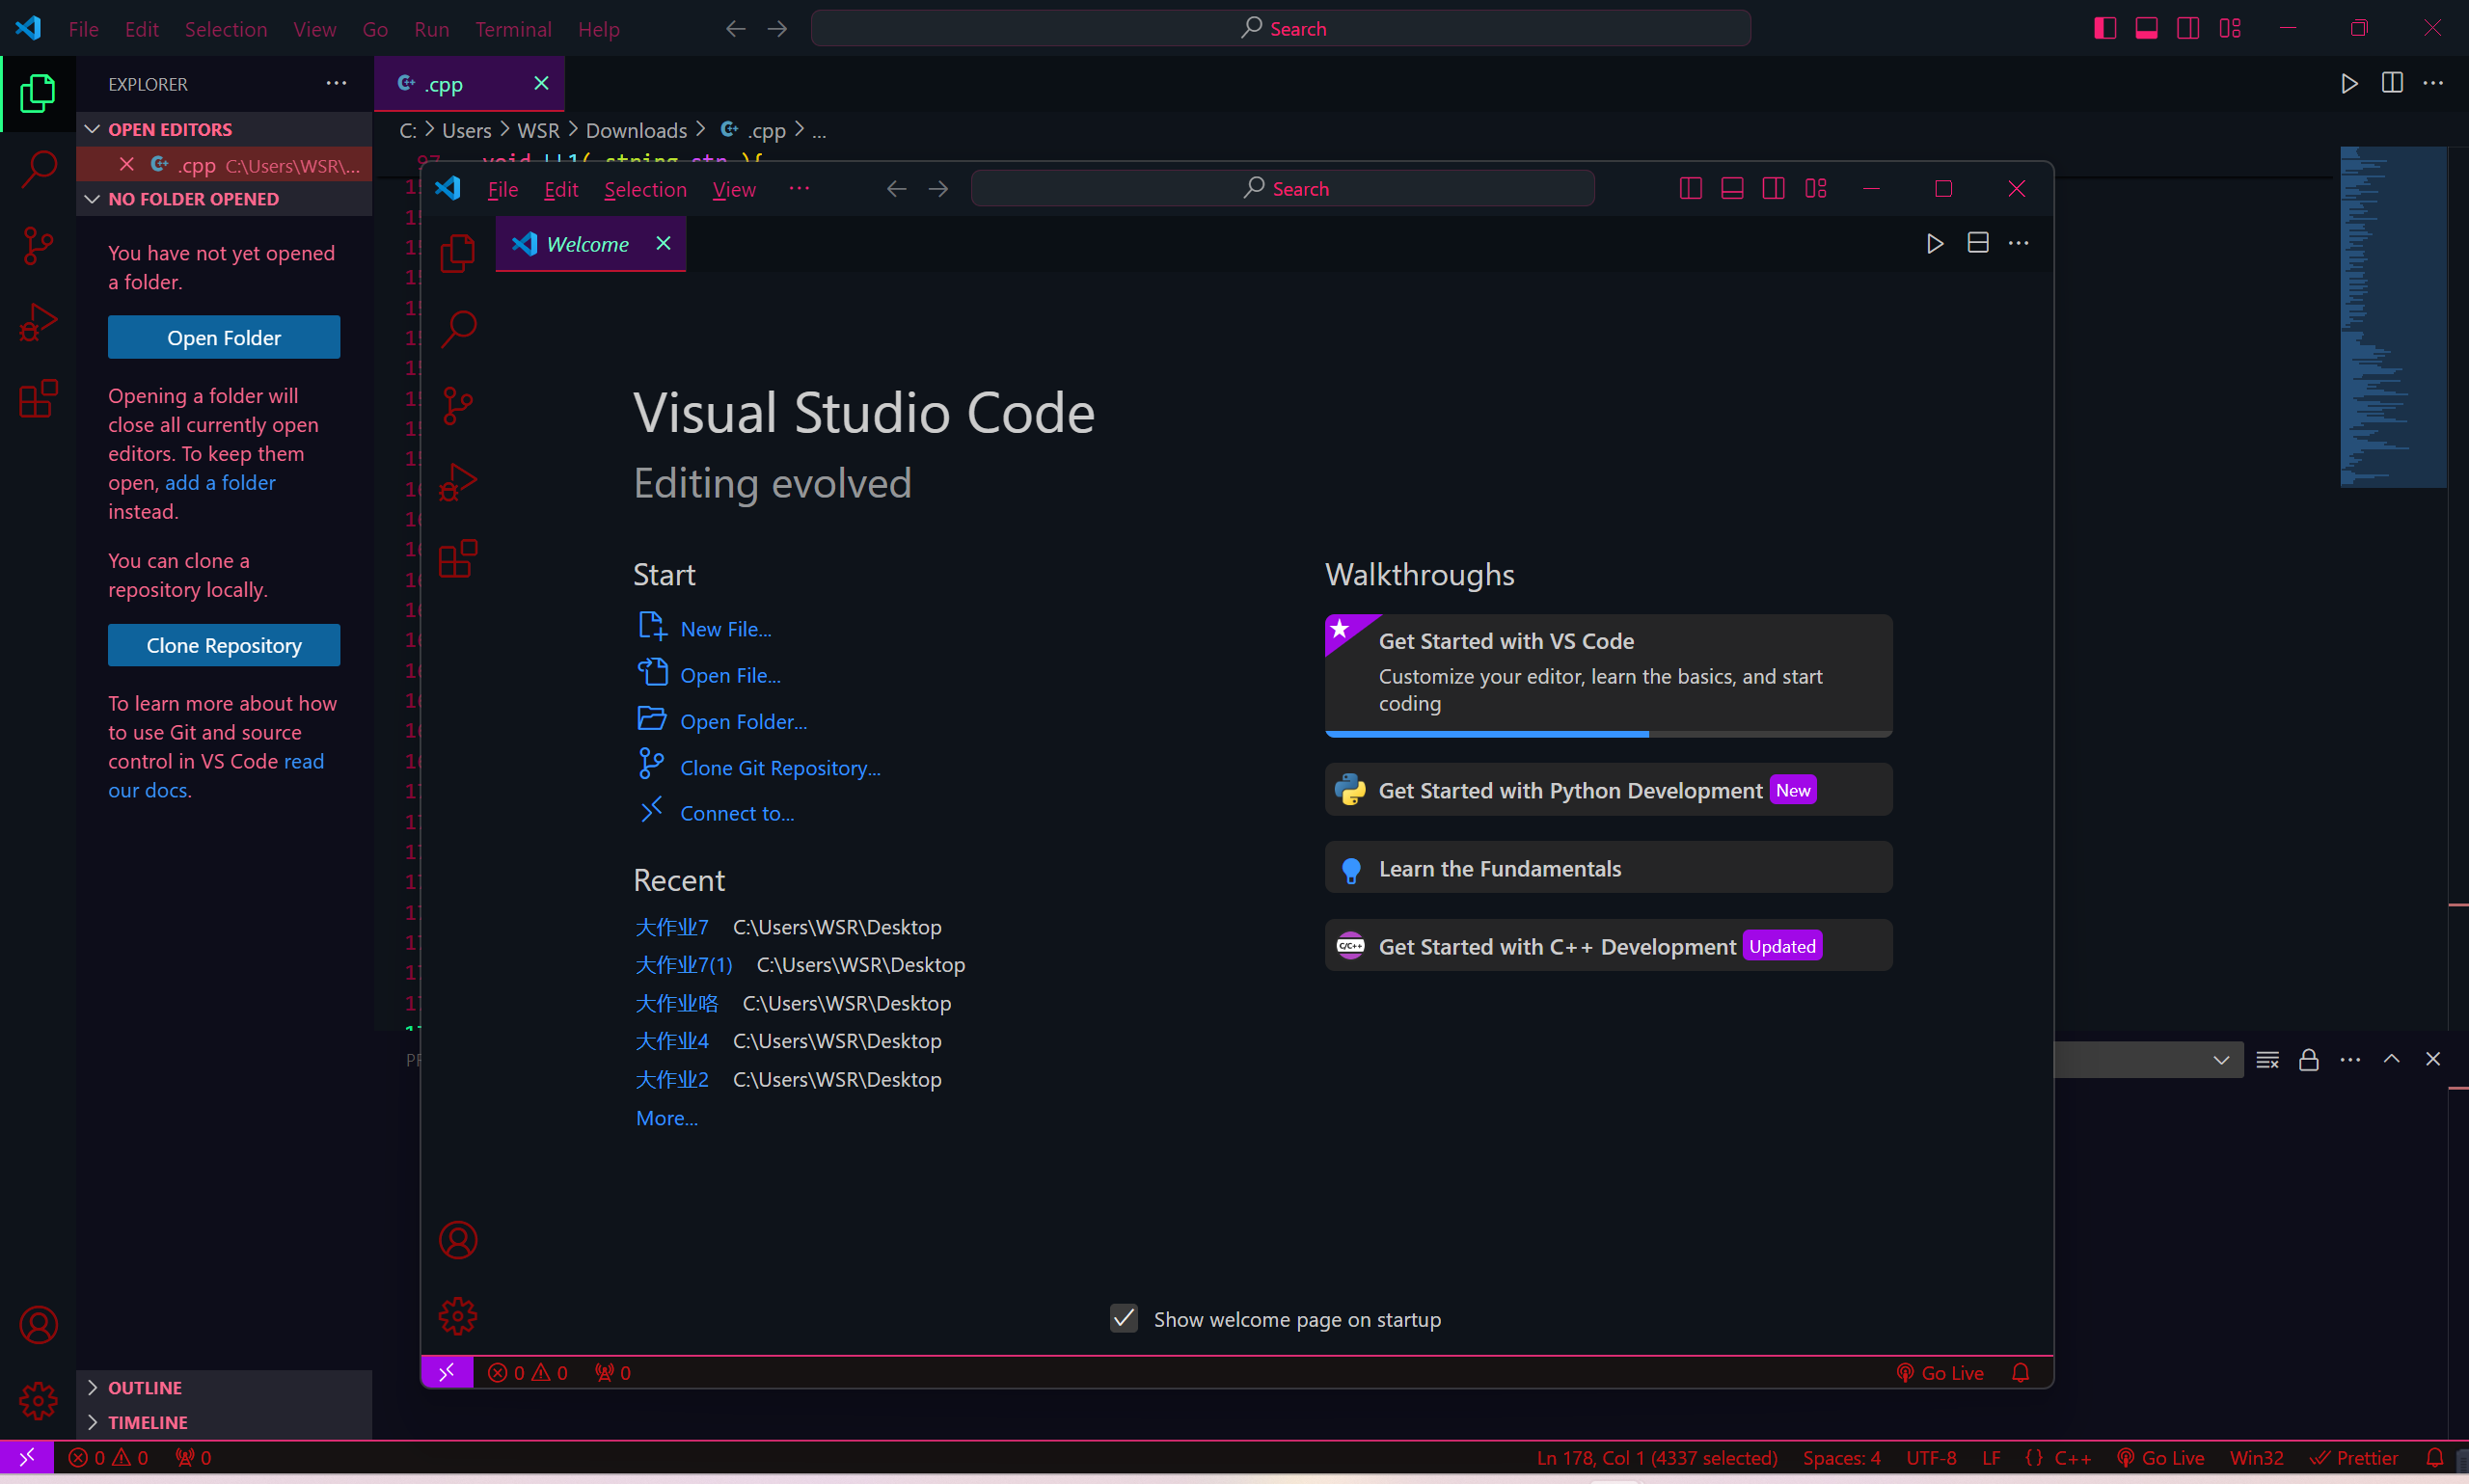 File Edit Selection View Go Run Terminal Help
Search
EXPLORER
.cpp
OPEN EDITORS
.cpp C:\Users\WSR\...
NO FOLDER OPENED
You have not yet opened
a folder.
Open Folder
Opening a folder will
close all currently open
editors. To keep them
open, add a folder
instead.
You can clone a
repository locally.
Clone Repository
To learn more about how
to use Git and source
control in VS Code read
our docs.
OUTLINE
TIMELINE
C: > Users > WSR > Downloads > .cpp > ...
File Edit Selection View ...
Search
Welcome
Visual Studio Code
Editing evolved
Start
New File...
Open File...
Open Folder...
Clone Git Repository...
Connect to...
Recent
大作业7 C:\Users\WSR\Desktop
大作业7(1) C:\Users\WSR\Desktop
大作业咯 C:\Users\WSR\Desktop
大作业4 C:\Users\WSR\Desktop
大作业2 C:\Users\WSR\Desktop
More...
Walkthroughs
Get Started with VS Code
Customize your editor, learn the basics, and start
coding
Get Started with Python Development New
Learn the Fundamentals
C/C++ Get Started with C++ Development Updated
Show welcome page on startup
0 0 0
Go Live
0 0 0
Ln 178, Col 1 (4337 selected) Spaces: 4 UTF-8 LF {} C++ Go Live Win32 Prettier